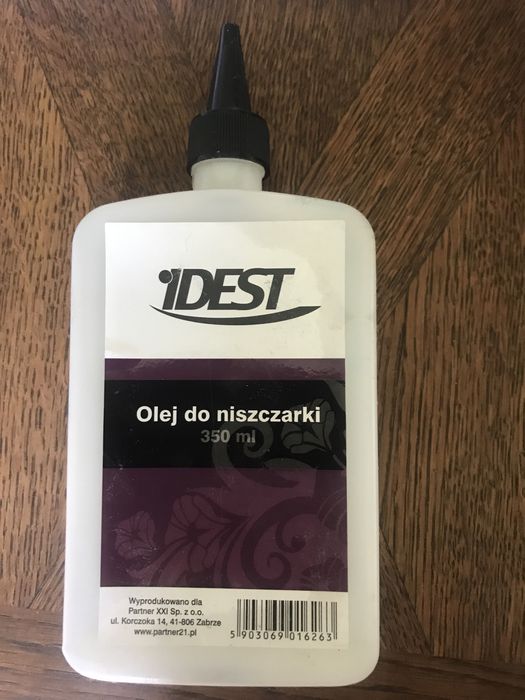 iDEST
Olej do niszczarki
350 ml
Wyprodukowano dla
Partner XXI Sp. z o.o.
ul. Korczoka 14, 41-806 Zabrze
www.partner21.pl
5 903069 016263